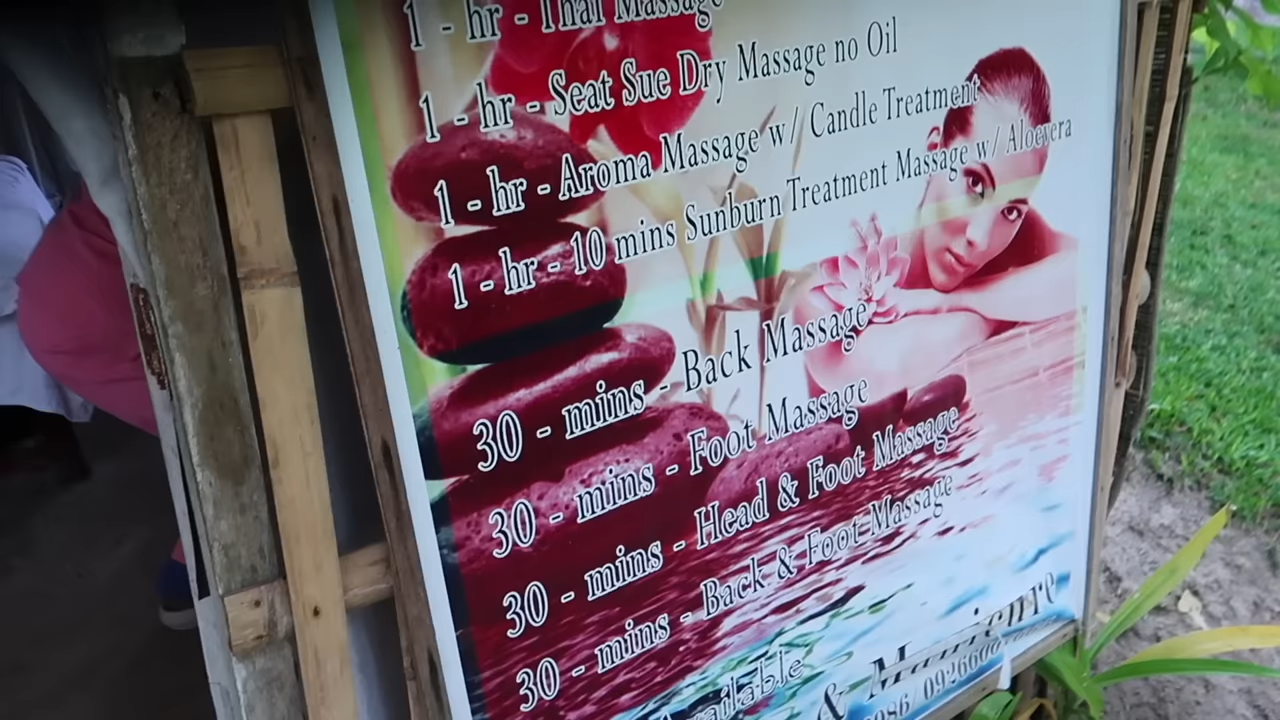 1 - hr - Thai Massage
1 - hr - Seat Sue Dry Massage no Oil
1 - hr - Aroma Massage w/ Candle Treatment
1 - hr - 10 mins Sunburn Treatment Massage w/ Aloevera
30 - mins - Back Massage
30 - mins - Foot Massage
30 - mins - Head & Foot Massage
30 - mins - Back & Foot Massage
Available
& Manicure